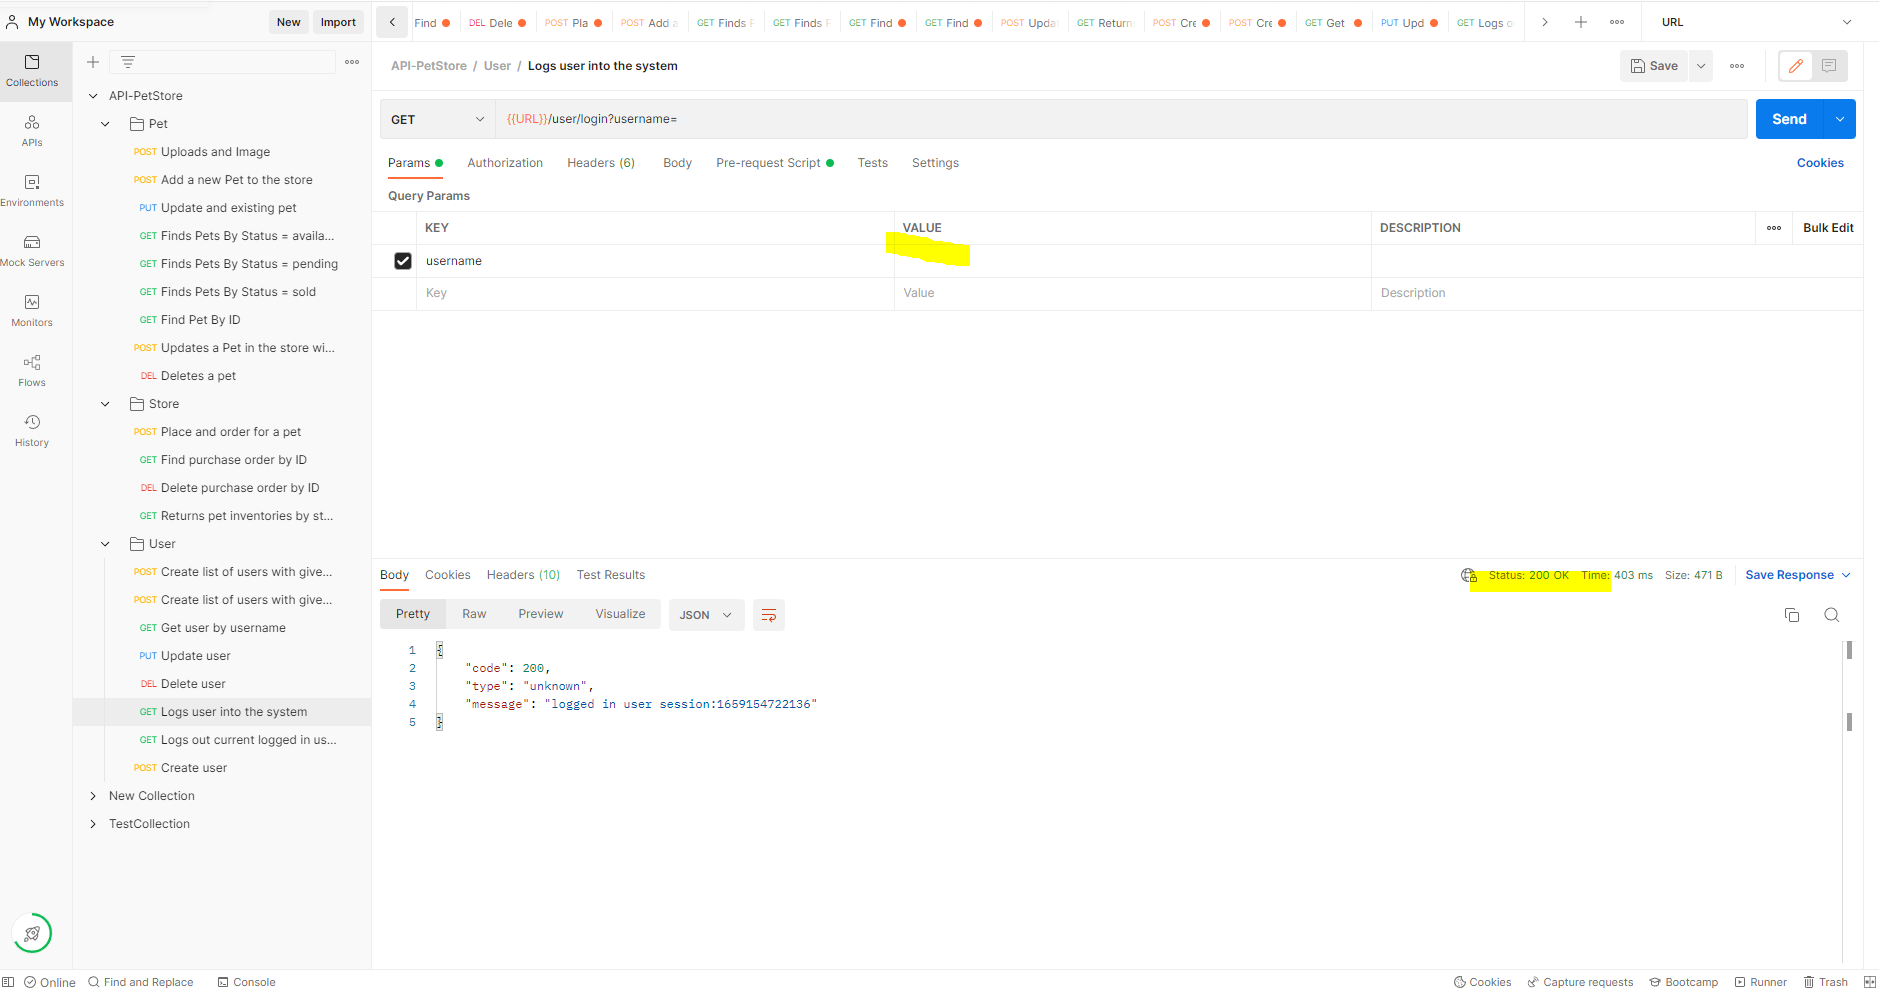 My Workspace
New
Import
Find
DEL Dele
POST Pla
POST Add a
GET Finds P
GET Finds P
GET Find
GET Find
POST Upda
GET Return
POST Cre
POST Cre
GET Get
PUT Upd
GET Logs o
URL
Collections
APIs
Environments
Mock Servers
Monitors
Flows
History
API-PetStore
Pet
POST Uploads and Image
POST Add a new Pet to the store
PUT Update and existing pet
GET Finds Pets By Status = availa...
GET Finds Pets By Status = pending
GET Finds Pets By Status = sold
GET Find Pet By ID
POST Updates a Pet in the store wi...
DEL Deletes a pet
Store
POST Place and order for a pet
GET Find purchase order by ID
DEL Delete purchase order by ID
GET Returns pet inventories by st...
User
POST Create list of users with give...
POST Create list of users with give...
GET Get user by username
PUT Update user
DEL Delete user
GET Logs user into the system
GET Logs out current logged in us...
POST Create user
New Collection
TestCollection
API-PetStore / User / Logs user into the system
Save
GET
{{URL}}/user/login?username=
Send
Params
Authorization
Headers (6)
Body
Pre-request Script
Tests
Settings
Cookies
Query Params
KEY
VALUE
DESCRIPTION
Bulk Edit
username
Key
Value
Description
Body
Cookies
Headers (10)
Test Results
Status: 200 OK
Time: 403 ms
Size: 471 B
Save Response
Pretty
Raw
Preview
Visualize
JSON
1 {
2 "code": 200,
3 "type": "unknown",
4 "message": "logged in user session:1659154722136"
5 }
Online
Find and Replace
Console
Cookies
Capture requests
Bootcamp
Runner
Trash